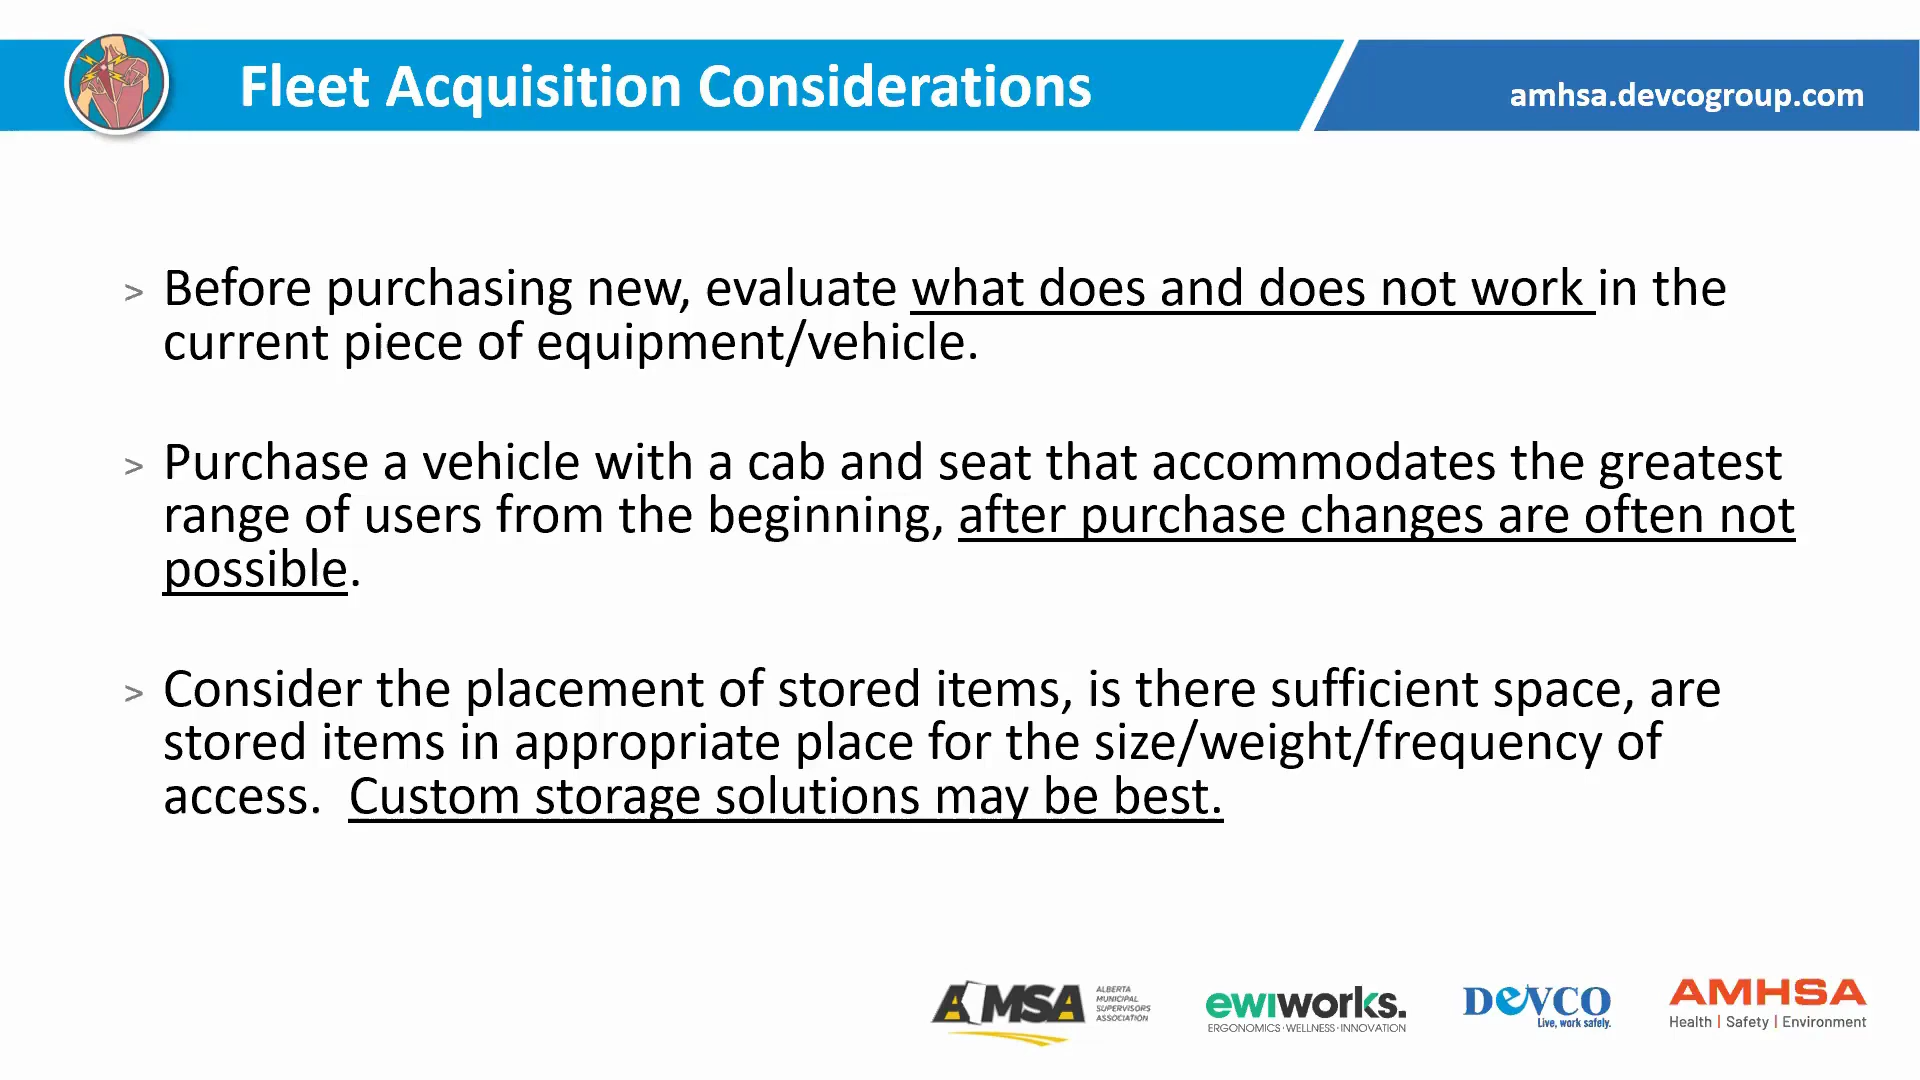 Fleet Acquisition Considerations
amhsa.devcogroup.com
> Before purchasing new, evaluate what does and does not work in the
current piece of equipment/vehicle.
> Purchase a vehicle with a cab and seat that accommodates the greatest
range of users from the beginning, after purchase changes are often not
possible.
> Consider the placement of stored items, is there sufficient space, are
stored items in appropriate place for the size/weight/frequency of
access.  Custom storage solutions may be best.
AMSA
ALBERTA
MUNICIPAL
SUPERVISORS
ASSOCIATION
ewiworks.
ERGONOMICS·WELLNESS·INNOVATION
DEVCO
Live, work safely.
AMHSA
Health | Safety | Environment